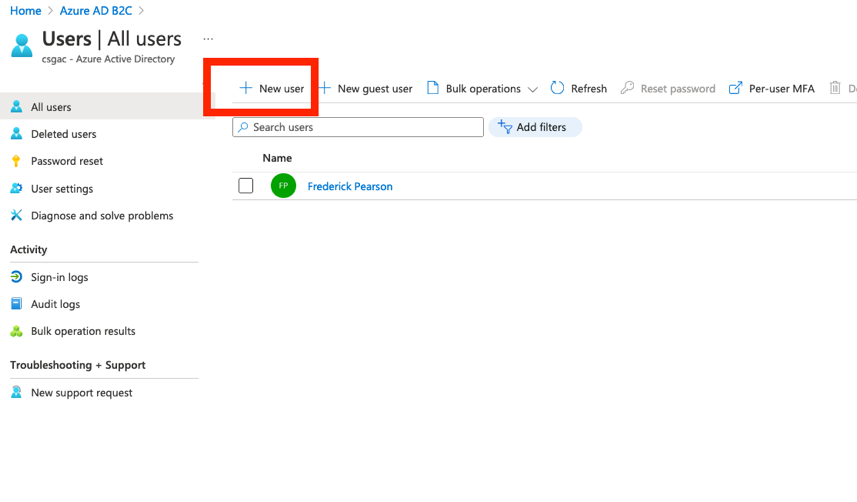 Home > Azure AD B2C >
Users | All users ...
csgac - Azure Active Directory
+ New user + New guest user Bulk operations Refresh Reset password Per-user MFA
All users
Deleted users
Password reset
User settings
Diagnose and solve problems
Activity
Sign-in logs
Audit logs
Bulk operation results
Troubleshooting + Support
New support request
Search users Add filters
Name
FP Frederick Pearson